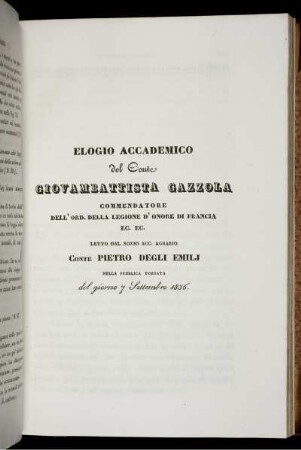 ELOGIO ACCADEMICO
del Conte
GIOVAMBATTISTA GAZZOLA
COMMENDATORE
DELL' ORD. DELLA LEGIONE D' ONORE DI FRANCIA
EC. EC.
LETTO DAL SOCIO ACC. AGRARIO
CONTE PIETRO DEGLI EMILJ
NELLA PUBBLICA TORNATA
del giorno 7 Settembre 1836.